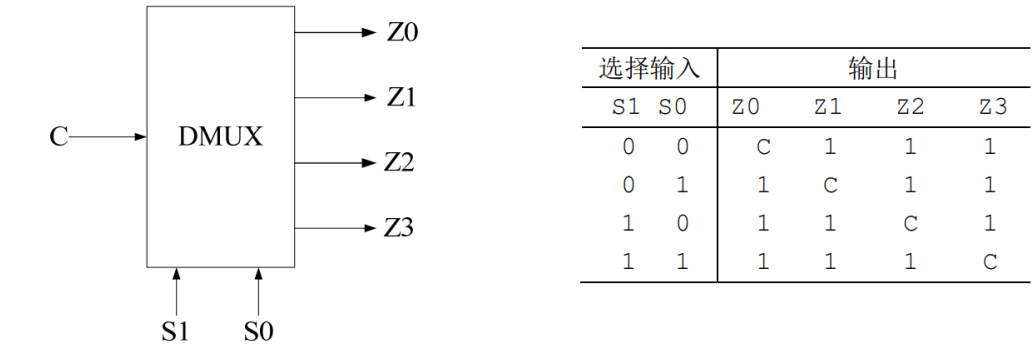 Z0
Z1
C DMUX
Z2
Z3
S1 S0
选择输入 输出
S1 S0 Z0 Z1 Z2 Z3
0 0 C 1 1 1
0 1 1 C 1 1
1 0 1 1 C 1
1 1 1 1 1 C